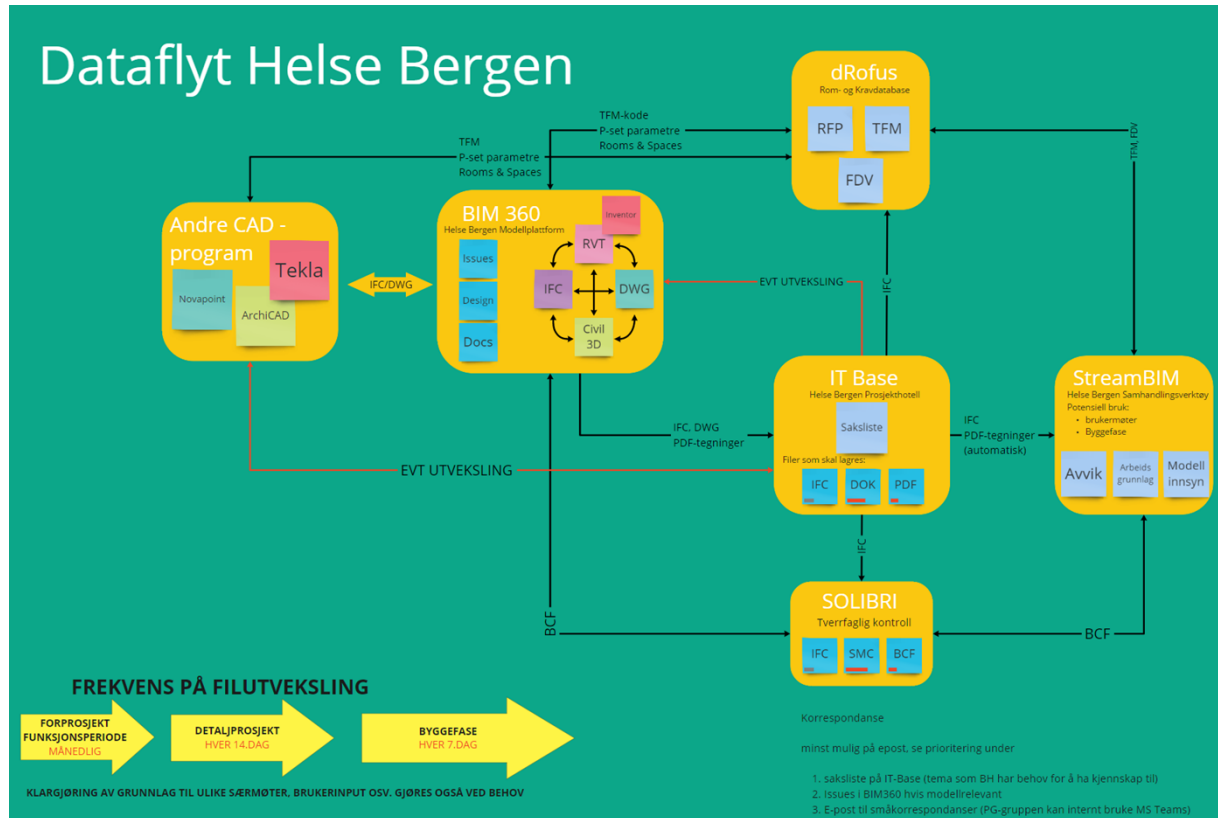 Dataflyt Helse Bergen
dRofus
Rom- og Kravdatabase
RFP
TFM
FDV
TFM-kode
P-set parametre
Rooms & Spaces
TFM
P-set parametre
Rooms & Spaces
TFM, FDV
Andre CAD -
program
Tekla
Novapoint
ArchiCAD
IFC/DWG
BIM 360
Helse Bergen Modellplattform
Issues
Design
Docs
Inventor
RVT
IFC
DWG
Civil
3D
EVT UTVEKSLING
IFC
IT Base
Helse Bergen Prosjekthotell
Saksliste
Filer som skal lagres:
IFC
DOK
PDF
IFC, DWG
PDF-tegninger
EVT UTVEKSLING
IFC
PDF-tegninger
(automatisk)
StreamBIM
Helse Bergen Samhandlingsverktøy
Potensiell bruk:
• brukermøter
• Byggefase
Avvik
Arbeids
grunnlag
Modell
innsyn
IFC
SOLIBRI
Tverrfaglig kontroll
IFC
SMC
BCF
BCF
BCF
FREKVENS PÅ FILUTVEKSLING
FORPROSJEKT
FUNKSJONSPERIODE
MÅNEDLIG
DETALJPROSJEKT
HVER 14.DAG
BYGGEFASE
HVER 7.DAG
KLARGJØRING AV GRUNNLAG TIL ULIKE SÆRMØTER, BRUKERINPUT OSV. GJØRES OGSÅ VED BEHOV
Korrespondanse
minst mulig på epost, se prioritering under
1. saksliste på IT-Base (tema som BH har behov for å ha kjennskap til)
2. Issues i BIM360 hvis modellrelevant
3. E-post til småkorrespondanser (PG-gruppen kan internt bruke MS Teams)